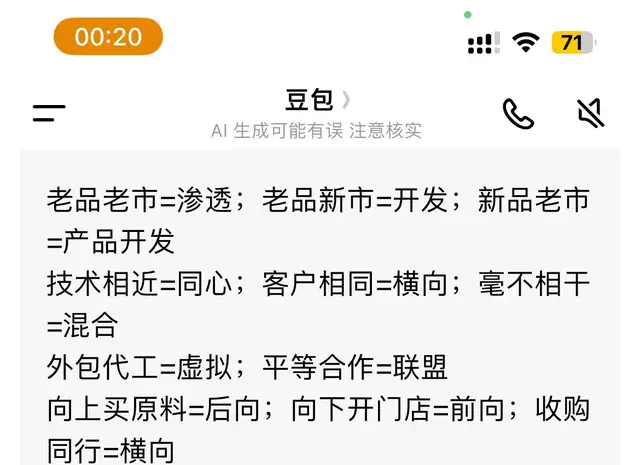 00:20
71
豆包 》
AI 生成可能有误 注意核实
老品老市=渗透；老品新市=开发；新品老市
=产品开发
技术相近=同心；客户相同=横向；毫不相干
=混合
外包代工=虚拟；平等合作=联盟
向上买原料=后向；向下开门店=前向；收购
同行=横向